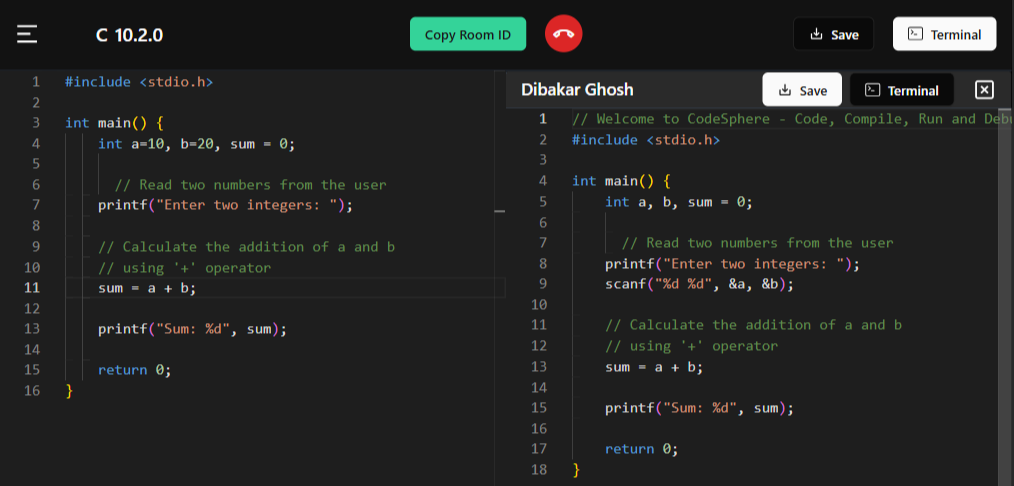 C 10.2.0
Copy Room ID
Save
Terminal
1 #include <stdio.h>
2
3 int main() {
4 int a=10, b=20, sum = 0;
5
6 // Read two numbers from the user
7 printf("Enter two integers: ");
8
9 // Calculate the addition of a and b
10 // using '+' operator
11 sum = a + b;
12
13 printf("Sum: %d", sum);
14
15 return 0;
16 }
Dibakar Ghosh
Save
Terminal
1 // Welcome to CodeSphere - Code, Compile, Run and Debu
2 #include <stdio.h>
3
4 int main() {
5 int a, b, sum = 0;
6
7 // Read two numbers from the user
8 printf("Enter two integers: ");
9 scanf("%d %d", &a, &b);
10
11 // Calculate the addition of a and b
12 // using '+' operator
13 sum = a + b;
14
15 printf("Sum: %d", sum);
16
17 return 0;
18 }